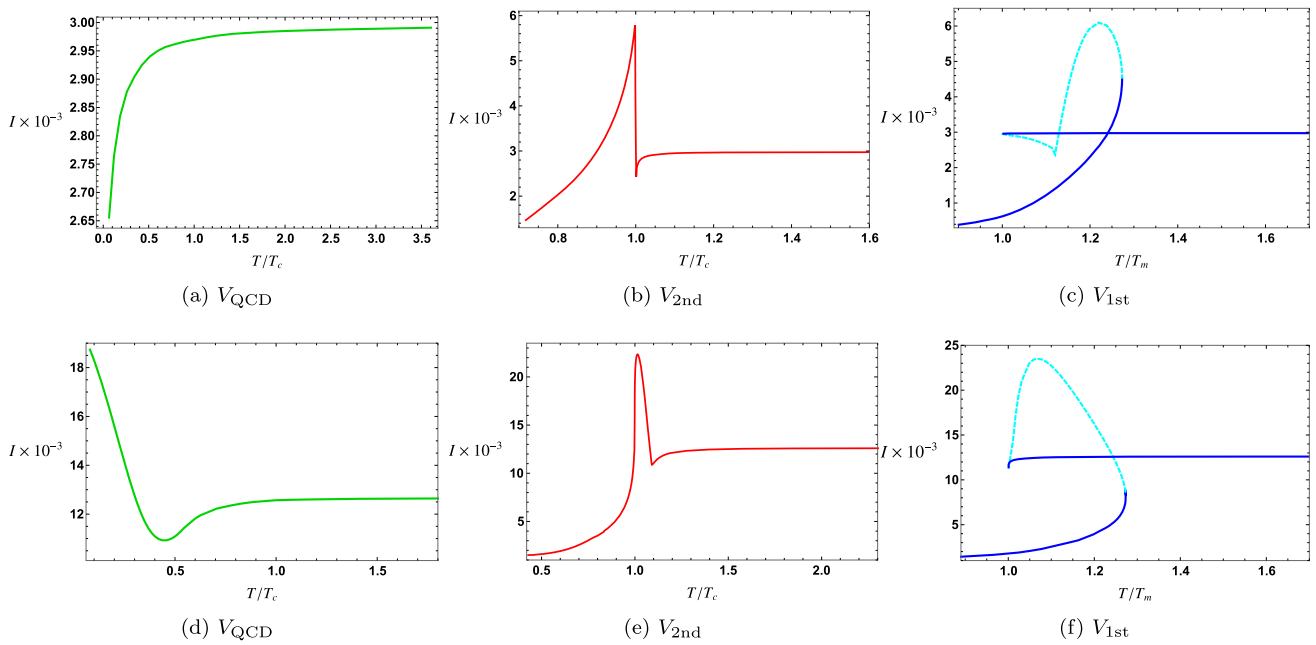 3.00
2.95
2.90
2.85
2.80
2.75
2.70
2.65
I × 10⁻³
0.0 0.5 1.0 1.5 2.0 2.5 3.0 3.5
T/T_c
(a) V_QCD
6
5
4
3
2
I × 10⁻³
0.8 1.0 1.2 1.4 1.6
T/T_c
(b) V_2nd
6
5
4
3
2
1
I × 10⁻³
1.0 1.2 1.4 1.6
T/T_m
(c) V_1st
18
16
14
12
I × 10⁻³
0.5 1.0 1.5
T/T_c
(d) V_QCD
20
15
10
5
I × 10⁻³
0.5 1.0 1.5 2.0
T/T_c
(e) V_2nd
25
20
15
10
5
I × 10⁻³
1.0 1.2 1.4 1.6
T/T_m
(f) V_1st